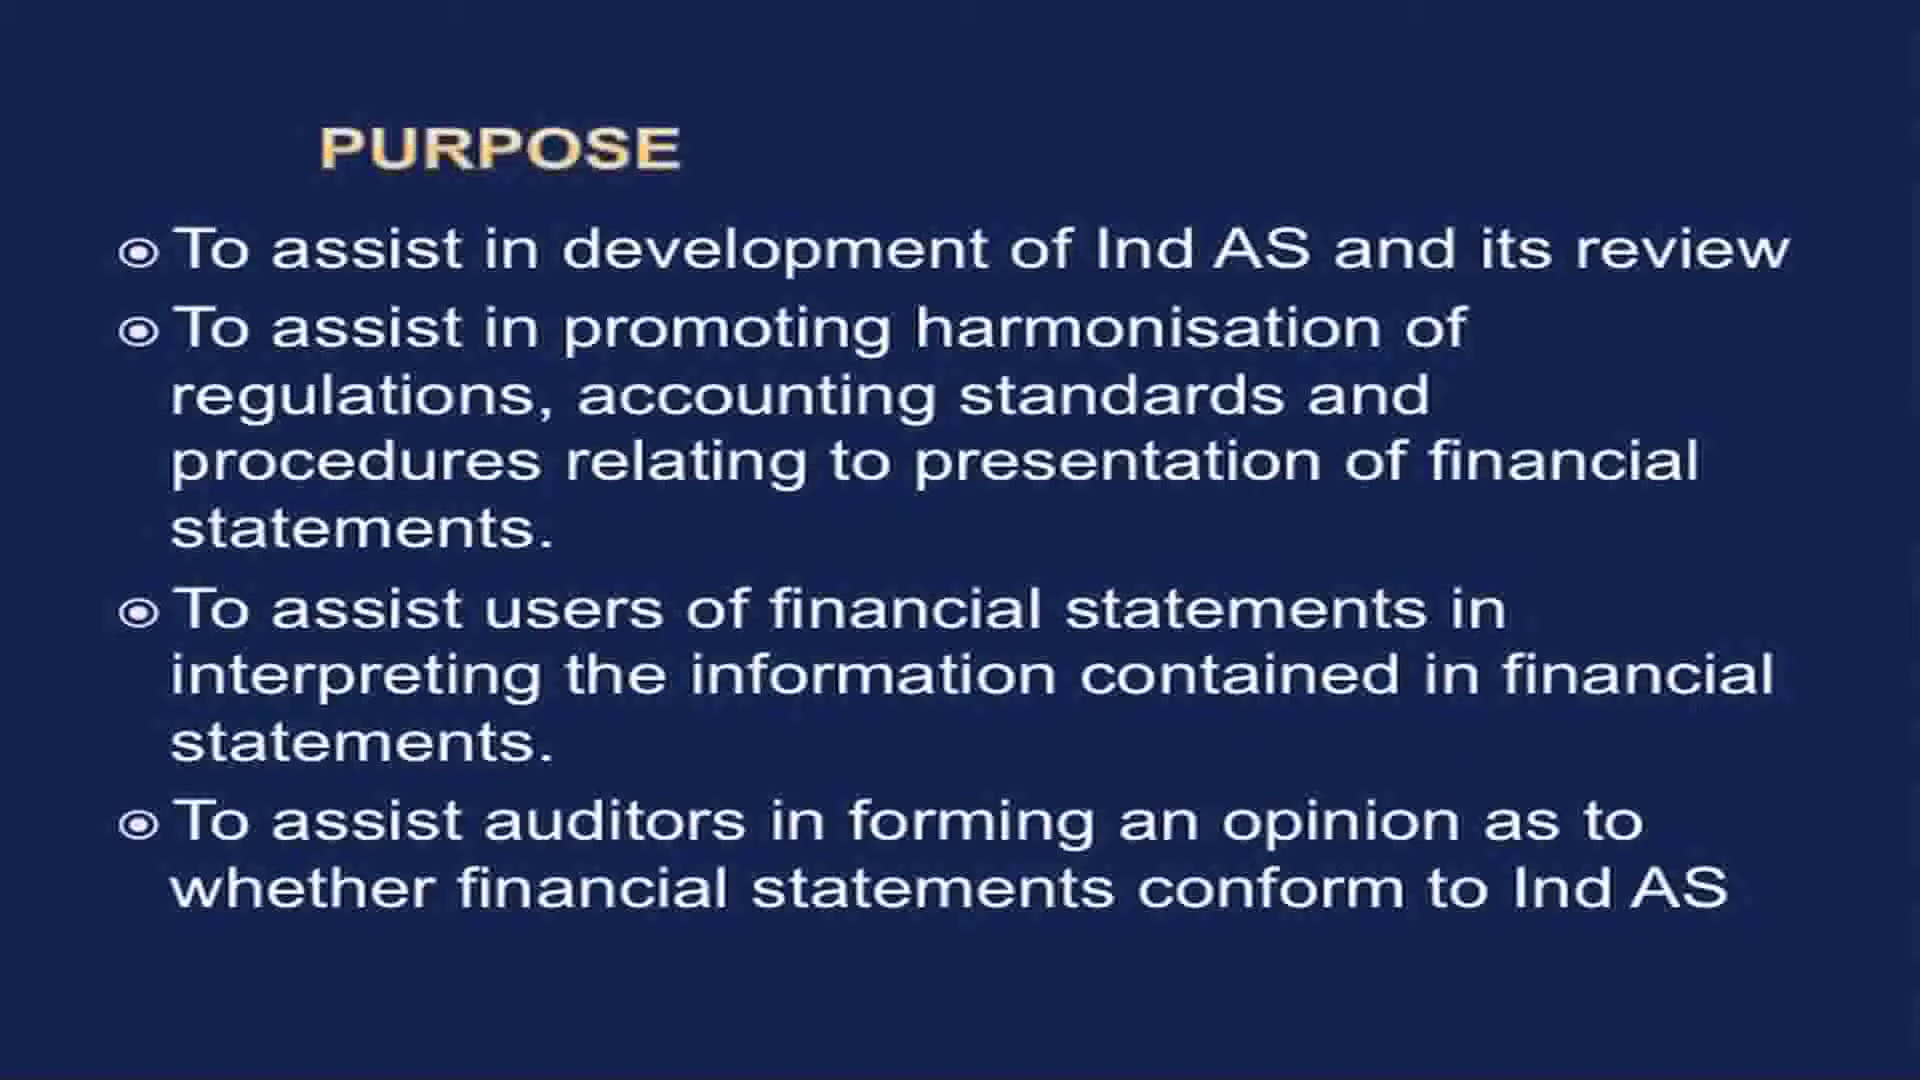 PURPOSE
To assist in development of Ind AS and its review
To assist in promoting harmonisation of
regulations, accounting standards and
procedures relating to presentation of financial
statements.
To assist users of financial statements in
interpreting the information contained in financial
statements.
To assist auditors in forming an opinion as to
whether financial statements conform to Ind AS